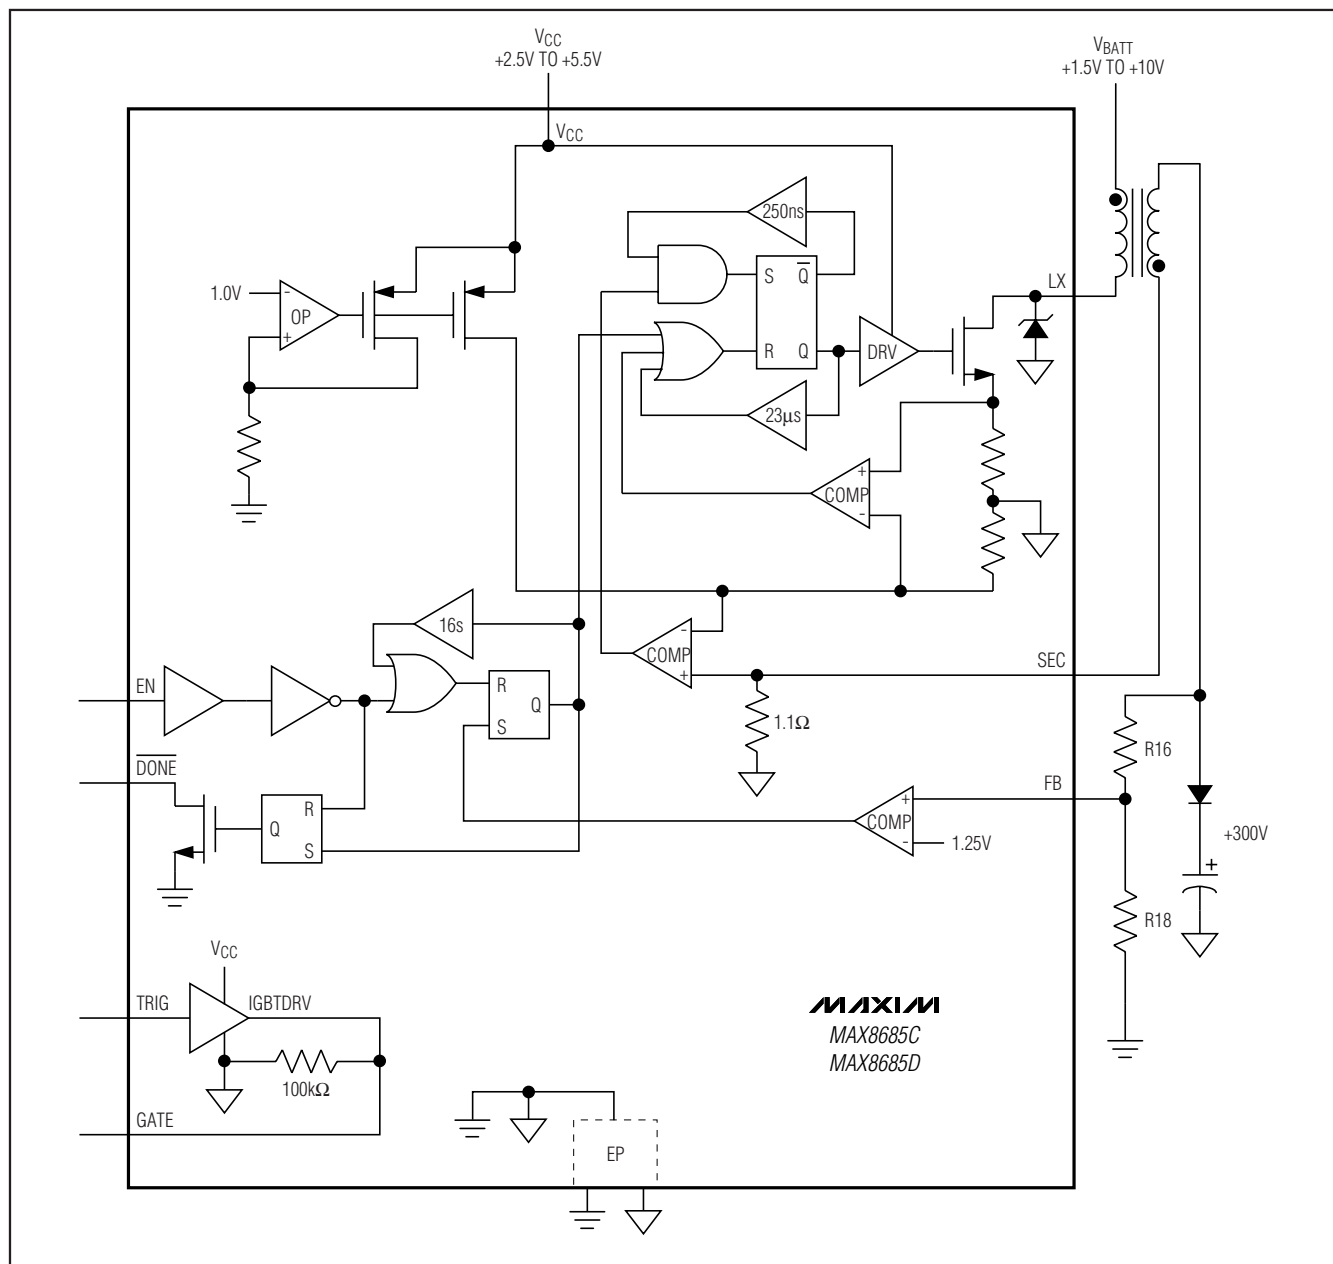 VCC
+2.5V TO +5.5V
VBATT
+1.5V TO +10V
VCC
250ns
S
Q̅
1.0V
-
OP
+
LX
R
Q
DRV
23μs
+
COMP
-
16s
-
COMP
+
SEC
EN
R
Q
S
1.1Ω
R16
D̅O̅N̅E̅
FB
R
Q
S
+
COMP
-
1.25V
+300V
+
R18
VCC
TRIG
IGBTDRV
100kΩ
GATE
MAXIM
MAX8685C
MAX8685D
EP